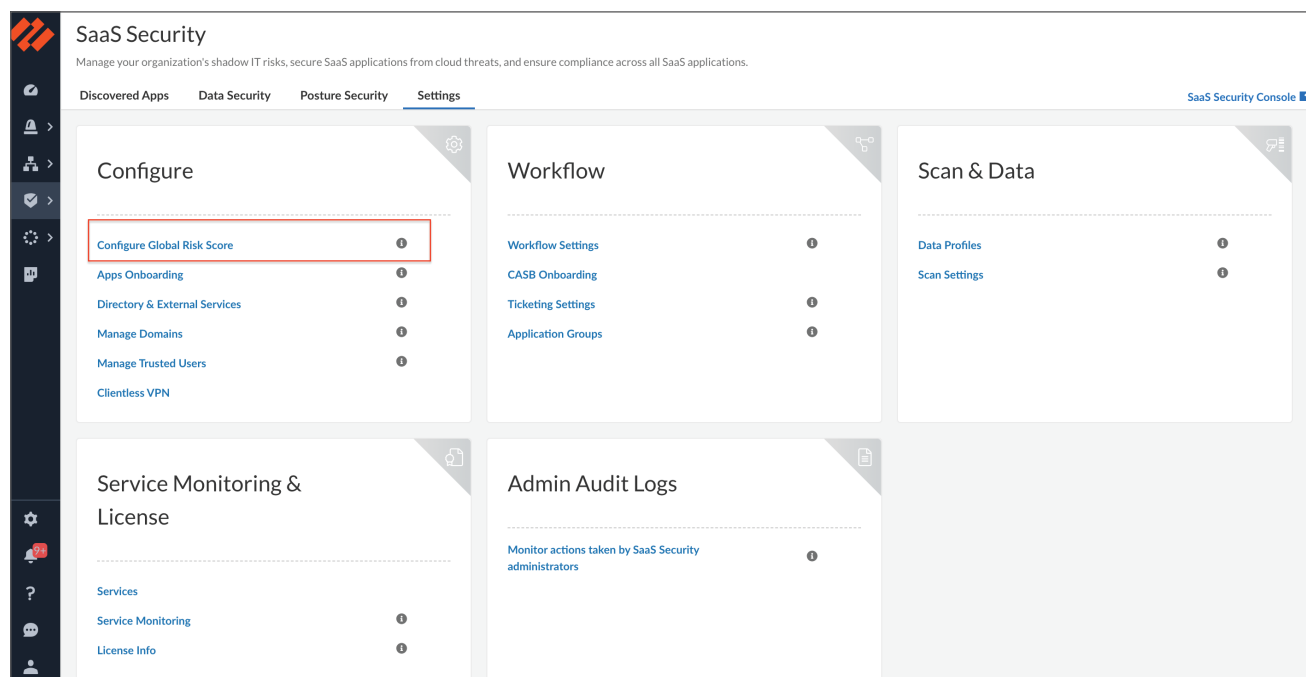 SaaS Security
Manage your organization's shadow IT risks, secure SaaS applications from cloud threats, and ensure compliance across all SaaS applications.
Discovered Apps Data Security Posture Security Settings
SaaS Security Console
Configure
Configure Global Risk Score
Apps Onboarding
Directory & External Services
Manage Domains
Manage Trusted Users
Clientless VPN
Workflow
Workflow Settings
CASB Onboarding
Ticketing Settings
Application Groups
Scan & Data
Data Profiles
Scan Settings
Service Monitoring &
License
Services
Service Monitoring
License Info
Admin Audit Logs
Monitor actions taken by SaaS Security
administrators
9+